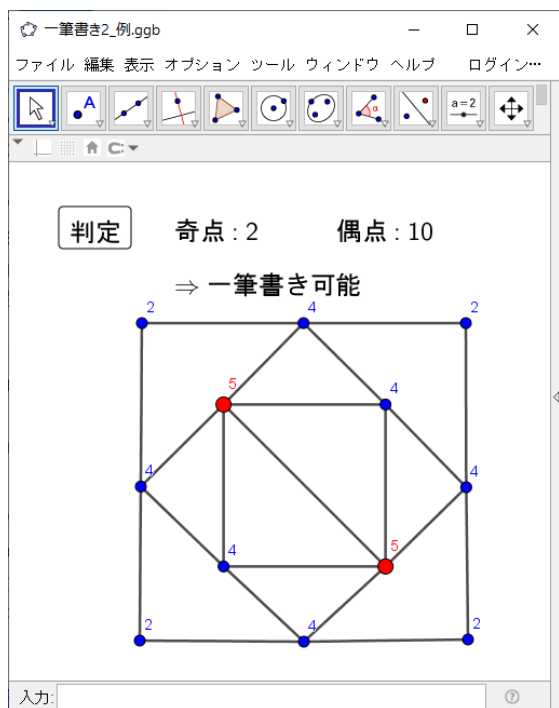 一筆書き2_例.ggb
ファイル 編集 表示 オプション ツール ウィンドウ ヘルプ ログイン…
A α a=2
判定 奇点 : 2 偶点 : 10
⇒ 一筆書き可能
2 4 2
5 4
4 4
4 5
2 4 2
入力: